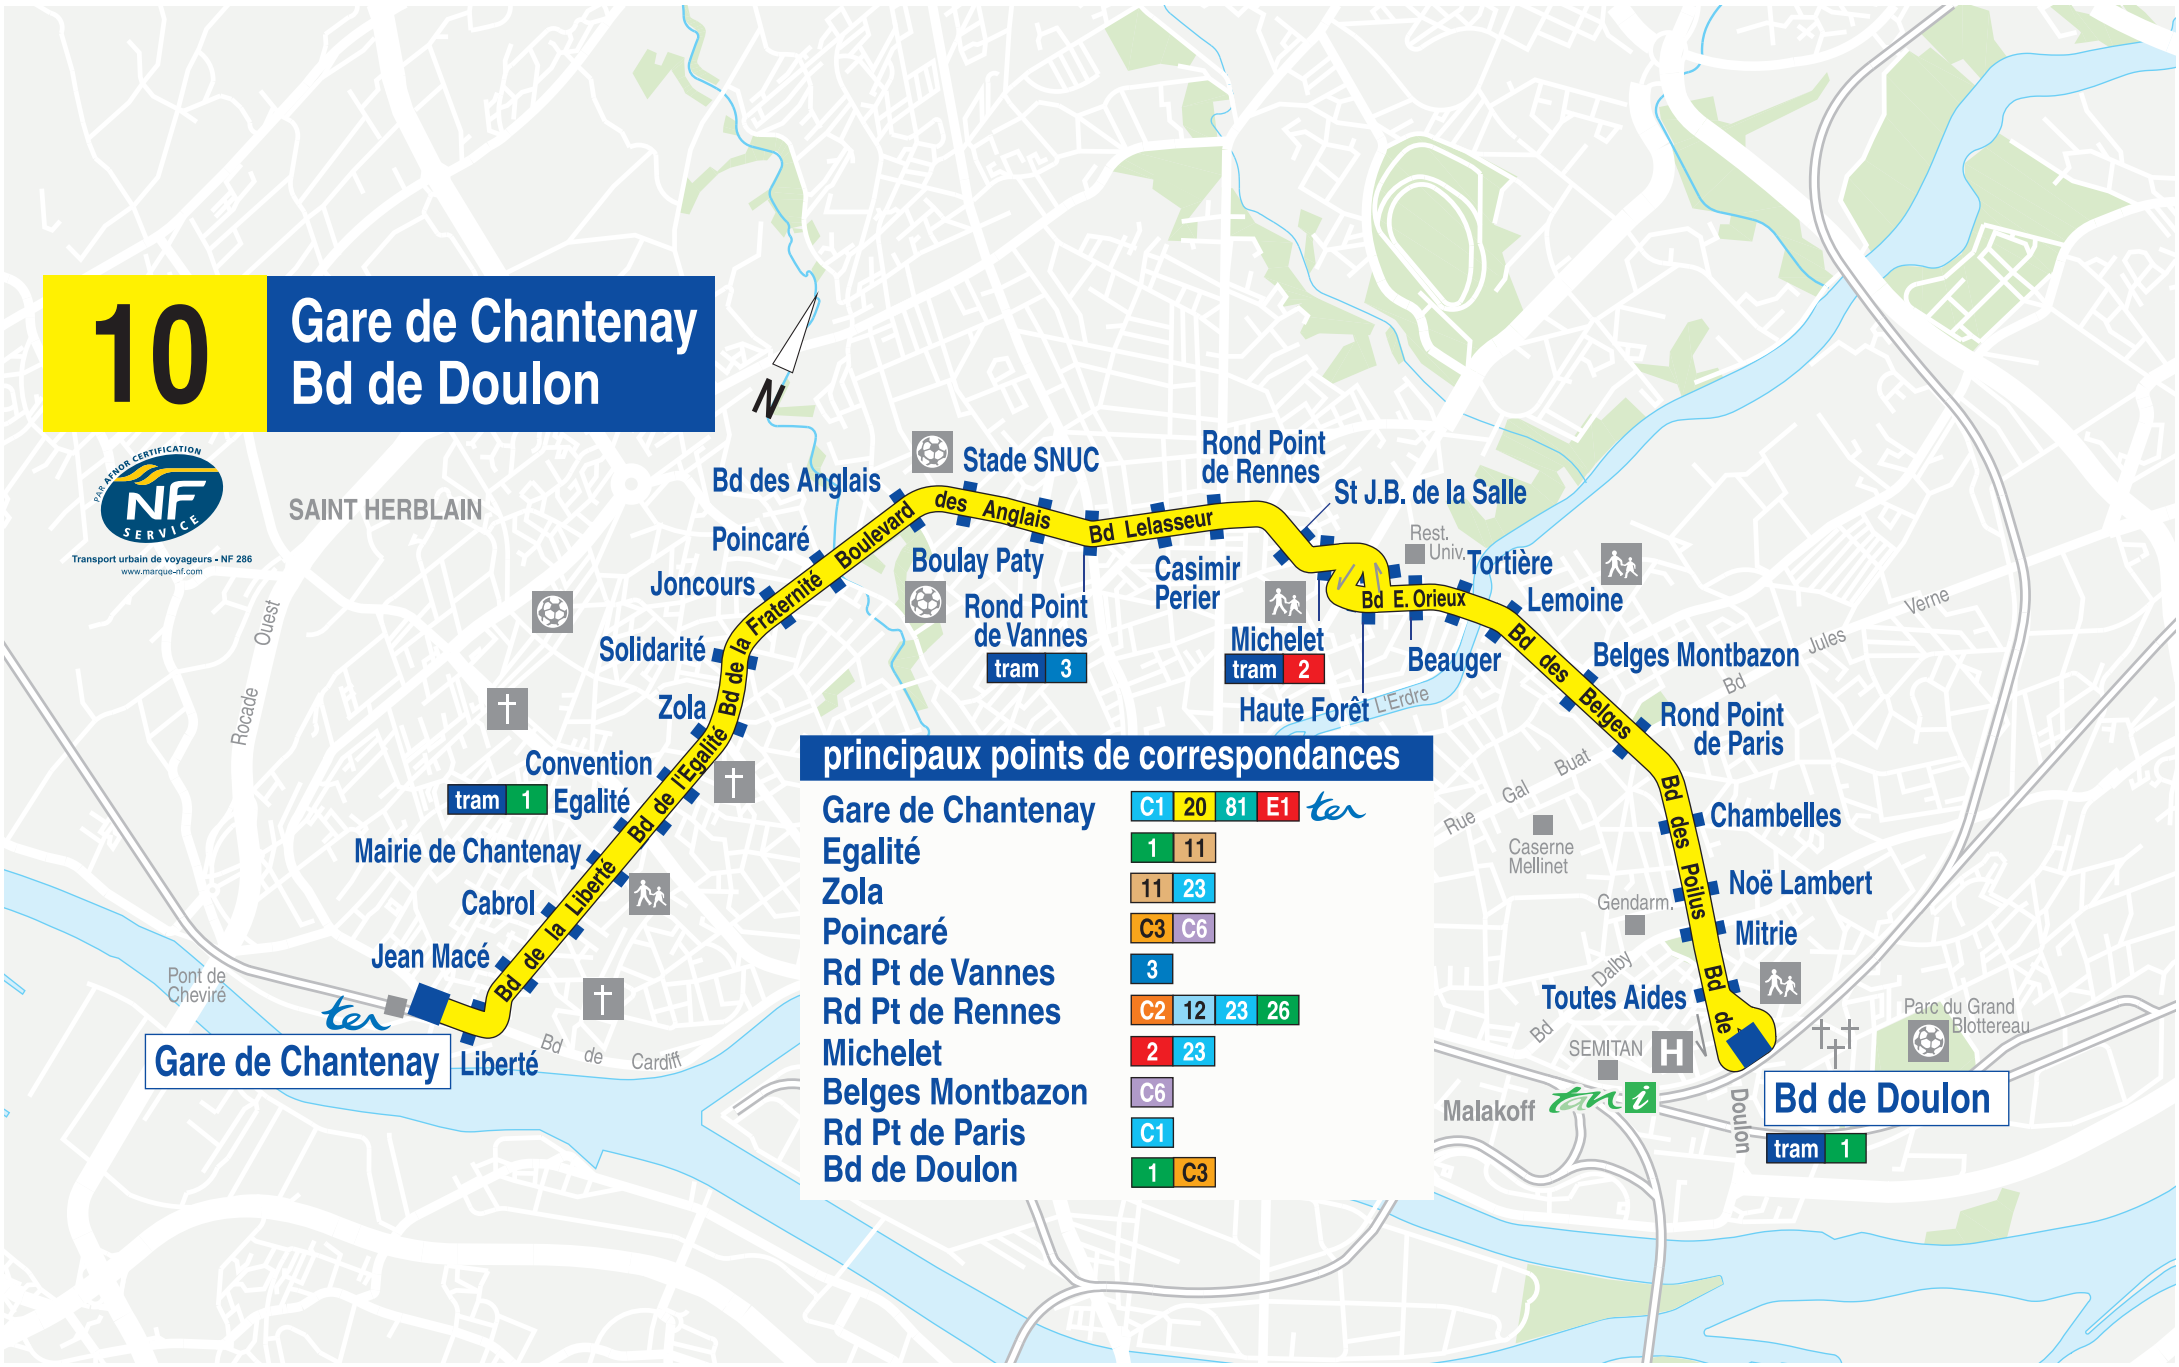 10
Gare de Chantenay
Bd de Doulon
PAR AFNOR CERTIFICATION
NF
SERVICE
Transport urbain de voyageurs - NF 286
www.marque-nf.com
N
SAINT HERBLAIN
Rocade Ouest
Pont de
Cheviré
ter
Gare de Chantenay
Liberté
Jean Macé
Cabrol
Mairie de Chantenay
tram 1 Egalité
Convention
Zola
Solidarité
Joncours
Poincaré
Bd des Anglais
Stade SNUC
Boulay Paty
Rond Point
de Vannes
tram 3
Casimir
Perier
Rond Point
de Rennes
St J.B. de la Salle
Michelet
tram 2
Haute Forêt
Rest.
Univ.
Beauger
Tortière
Lemoine
Belges Montbazon
Rond Point
de Paris
Chambelles
Noë Lambert
Mitrie
Toutes Aides
Bd de Doulon
tram 1
Bd de la Liberté
Bd de l'Egalité
Bd de la Fraternité
Boulevard des Anglais
Bd Lelasseur
Bd E. Orieux
Bd des Belges
Bd des Poilus
Bd de
Doulon
Bd de Cardiff
L'Erdre
Bd Jules Verne
Rue Gal Buat
Caserne
Mellinet
Gendarm.
Bd Dalby
SEMITAN
H
Malakoff
tan i
Parc du Grand
Blottereau
principaux points de correspondances
Gare de Chantenay C1 20 81 E1 ter
Egalité 1 11
Zola 11 23
Poincaré C3 C6
Rd Pt de Vannes 3
Rd Pt de Rennes C2 12 23 26
Michelet 2 23
Belges Montbazon C6
Rd Pt de Paris C1
Bd de Doulon 1 C3